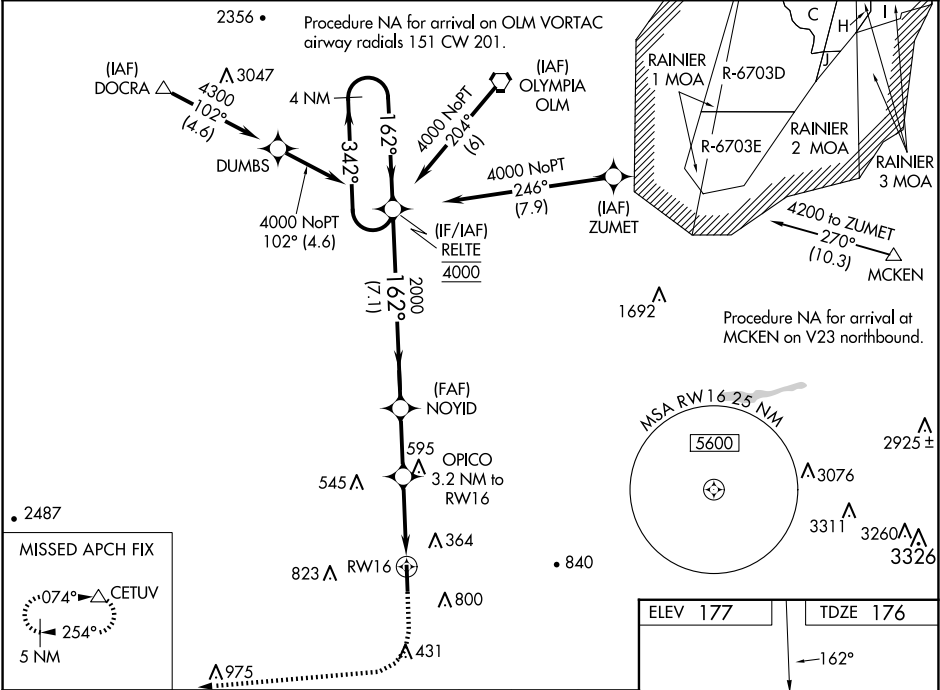 2356
Procedure NA for arrival on OLM VORTAC
airway radials 151 CW 201.
C
H
I
J
(IAF)
DOCRA
3047
4300
102°
(4.6)
4 NM
342°
162°
(IAF)
OLYMPIA
OLM
4000 NoPT
204°
(6)
RAINIER
1 MOA
R-6703D
R-6703E
RAINIER
2 MOA
RAINIER
3 MOA
DUMBS
4000 NoPT
102° (4.6)
4000 NoPT
246°
(7.9)
(IAF)
ZUMET
(IF/IAF)
RELTE
4000
4200 to ZUMET
270°
(10.3)
MCKEN
2000
162°
(7.1)
1692
Procedure NA for arrival at
MCKEN on V23 northbound.
(FAF)
NOYID
MSA RW16 25 NM
5600
2925 ±
595
OPICO
3.2 NM to
RW16
545
3076
2487
3311
3260
3326
364
MISSED APCH FIX
074°
CETUV
254°
5 NM
823
RW16
840
800
431
975
ELEV 177
TDZE 176
162°